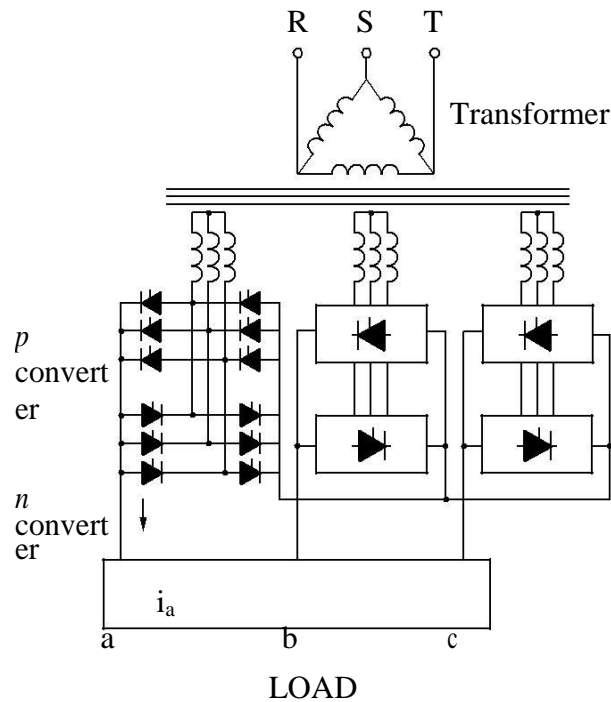 R S T
Transformer
p
convert
er
n
convert
er
i_a
a b c
LOAD